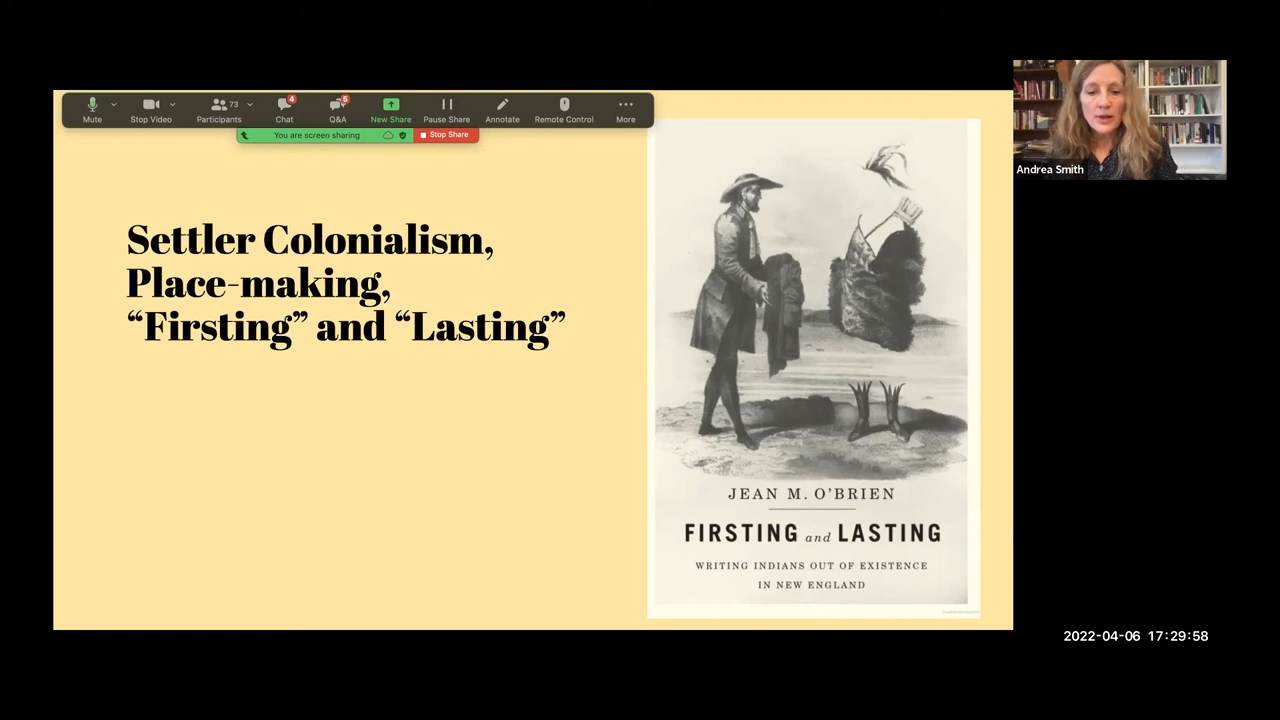 Mute
Stop Video
Participants
73
Chat
4
Q&A
5
New Share
Pause Share
Annotate
Remote Control
More
You are screen sharing
Stop Share
Andrea Smith
Settler Colonialism,
Place-making,
“Firsting” and “Lasting”
JEAN M. O’BRIEN
FIRSTING and LASTING
WRITING INDIANS OUT OF EXISTENCE
IN NEW ENGLAND
2022-04-06 17:29:58